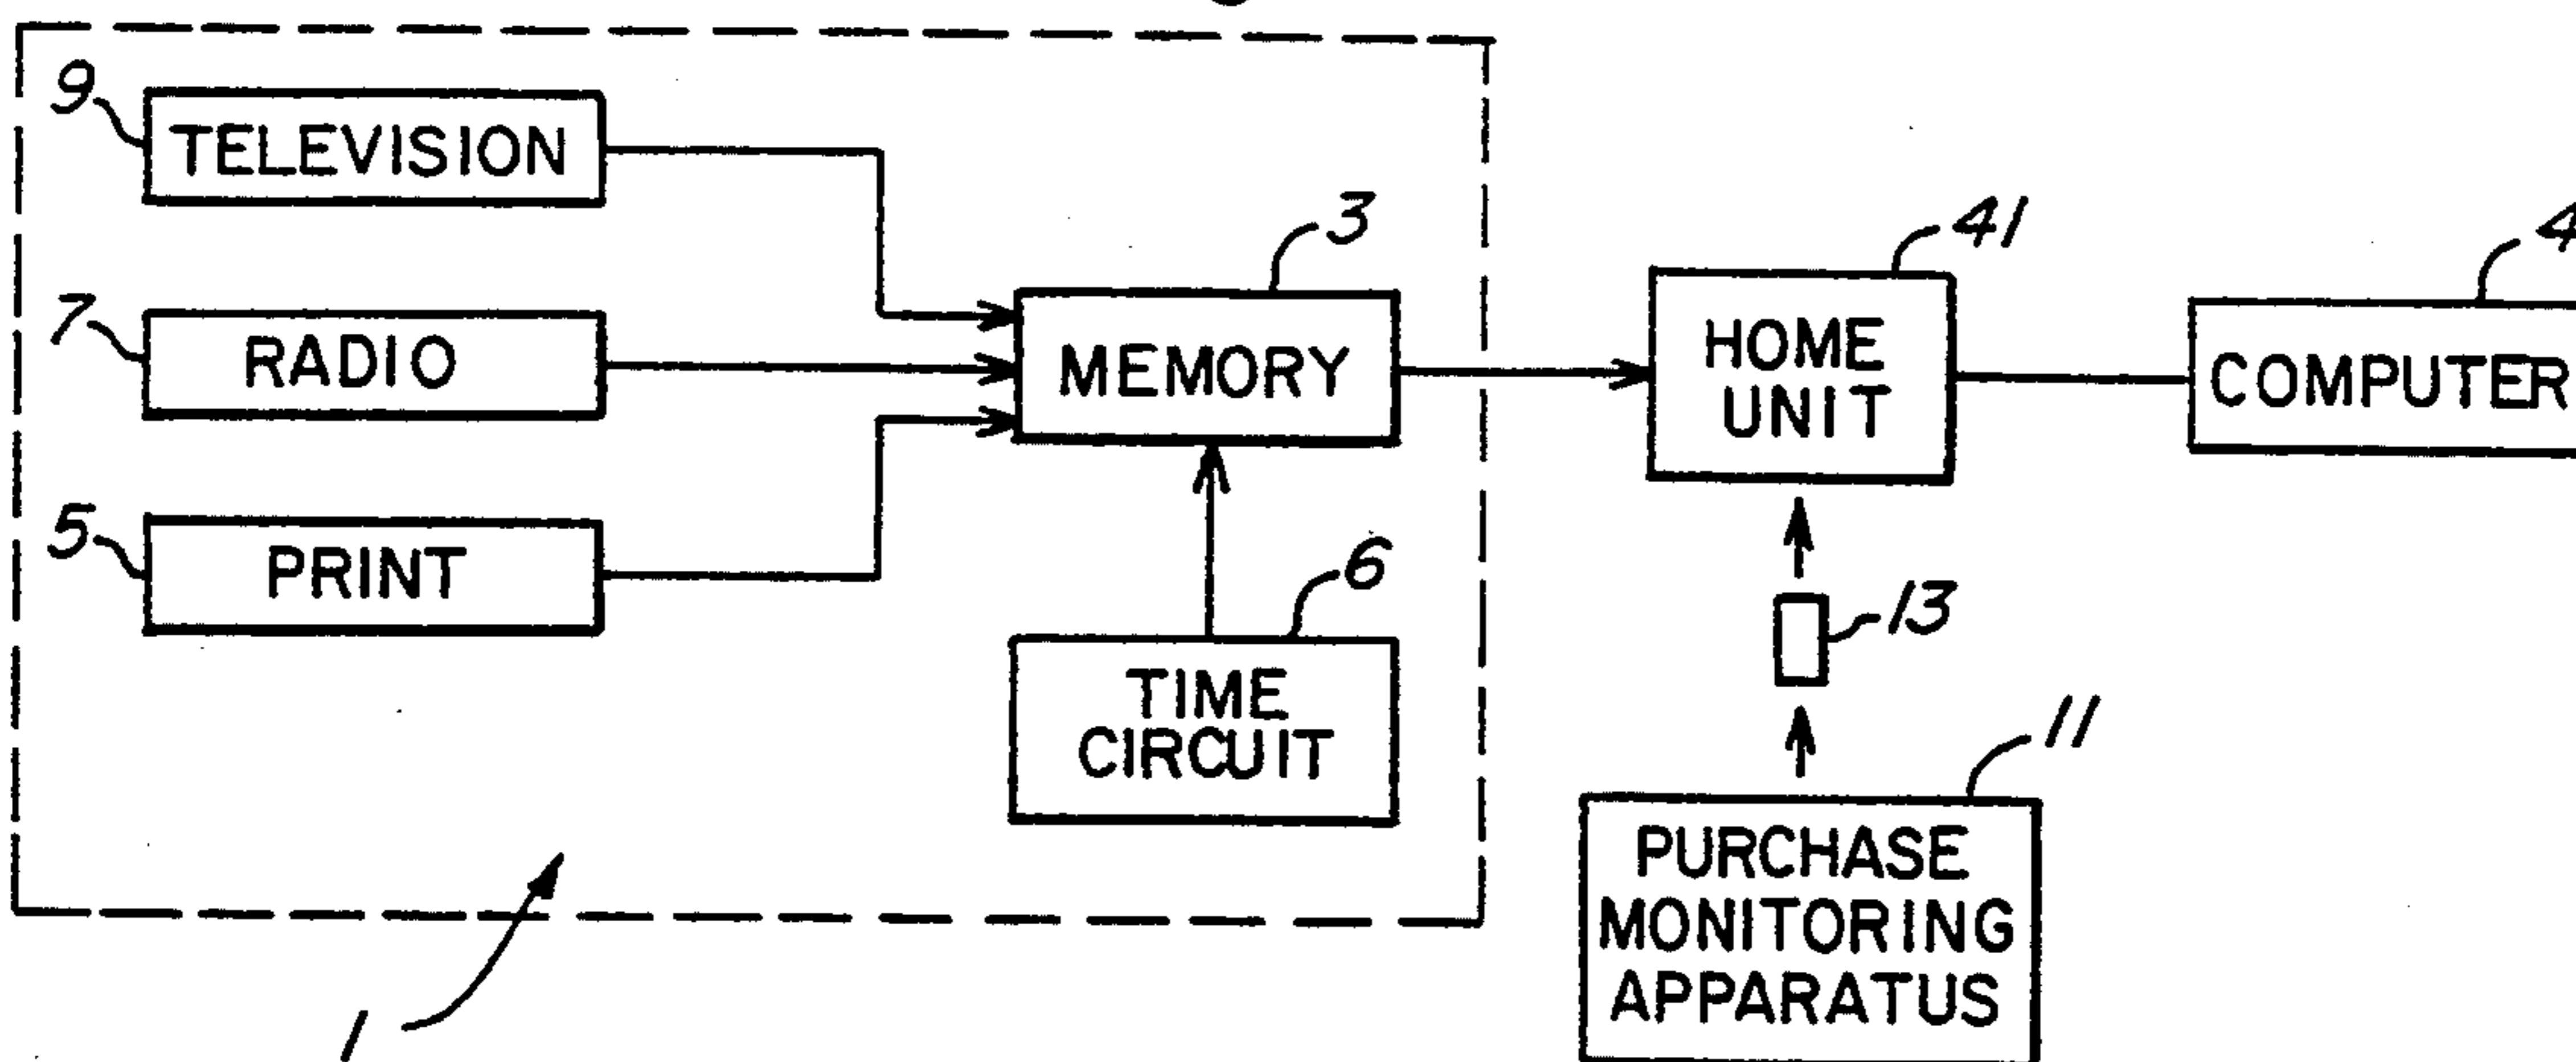 9
TELEVISION
7
RADIO
5
PRINT
3
MEMORY
6
TIME
CIRCUIT
1
41
HOME
UNIT
COMPUTER
13
11
PURCHASE
MONITORING
APPARATUS